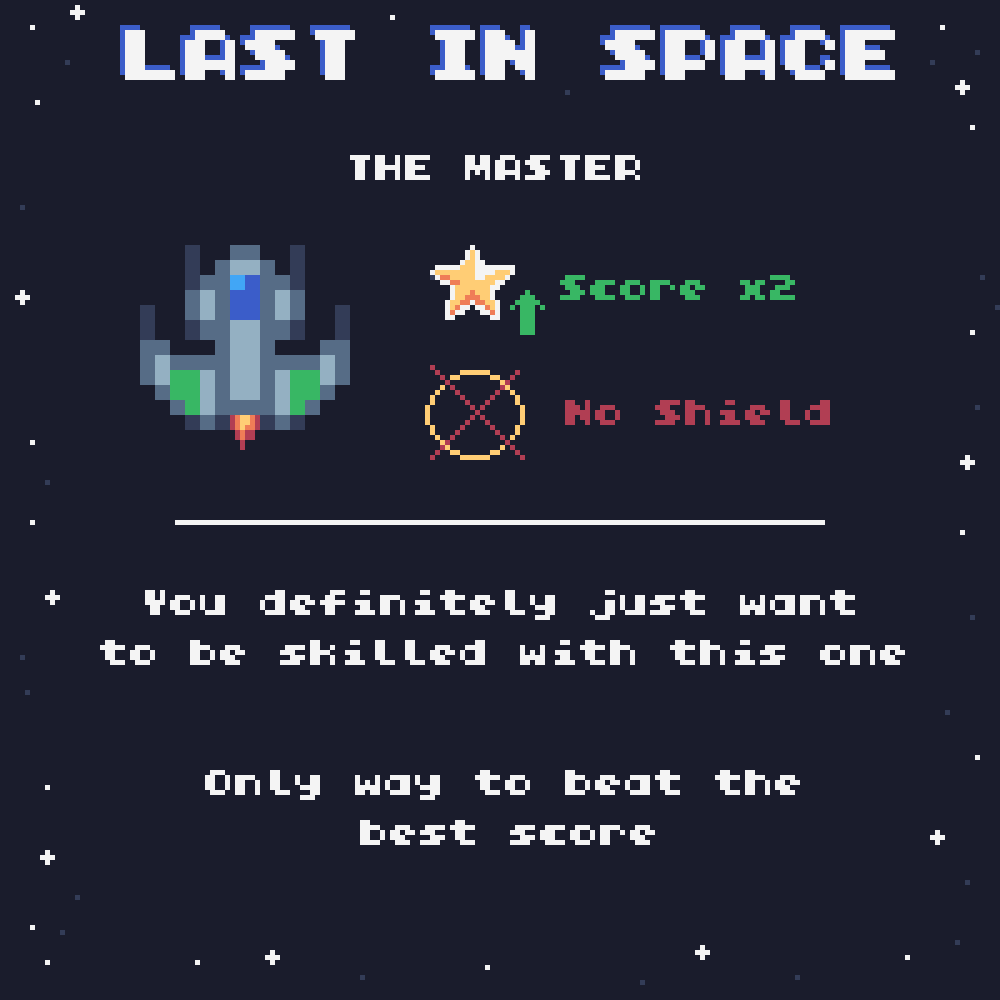 LAST IN SPACE
THE MASTER
Score x2
No Shield
You definitely just want
to be skilled with this one
Only way to beat the
best score